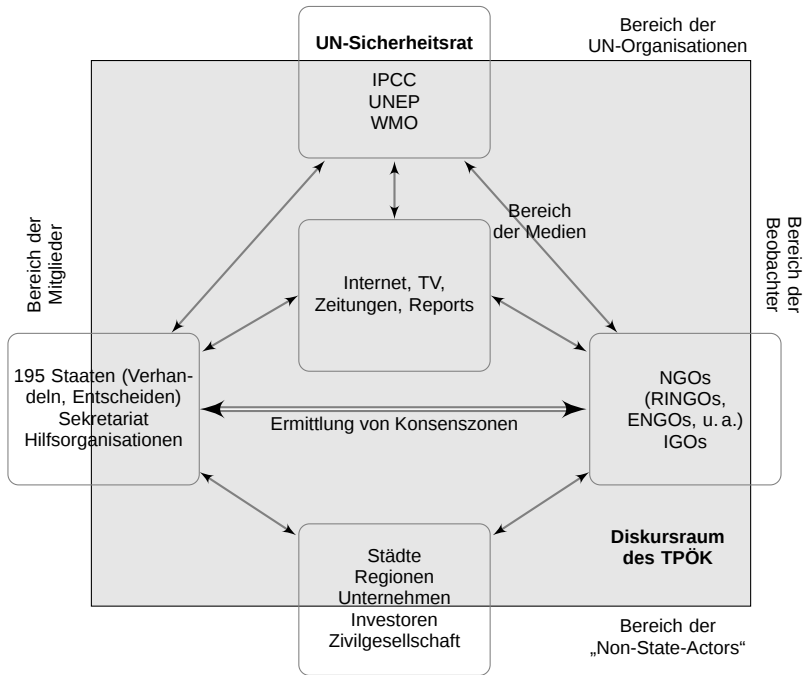 UN-Sicherheitsrat
IPCC
UNEP
WMO
Bereich der
UN-Organisationen
Bereich der
Mitglieder
Bereich
der Medien
Bereich der
Beobachter
Internet, TV,
Zeitungen, Reports
195 Staaten (Verhan-
deln, Entscheiden)
Sekretariat
Hilfsorganisationen
Ermittlung von Konsenszonen
NGOs
(RINGOs,
ENGOs, u. a.)
IGOs
Städte
Regionen
Unternehmen
Investoren
Zivilgesellschaft
Diskursraum
des TPÖK
Bereich der
„Non-State-Actors“